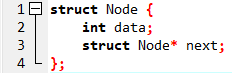 1 struct Node {
2     int data;
3     struct Node* next;
4 };